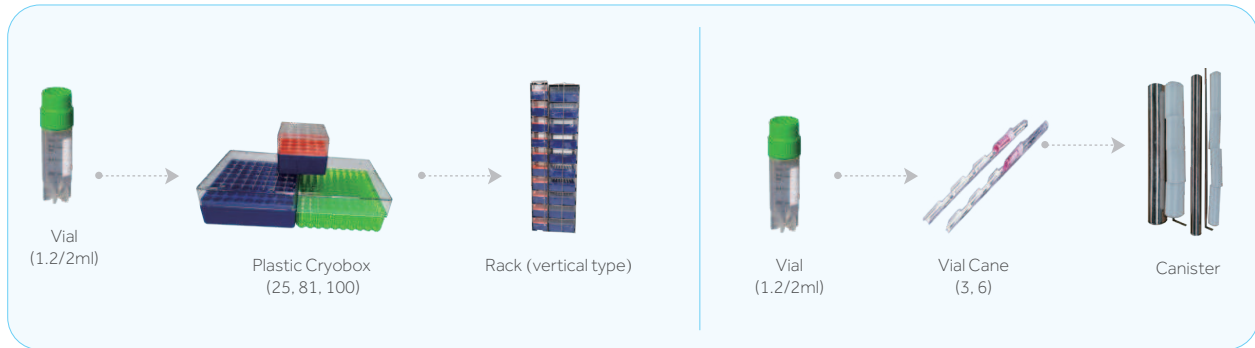 Vial
(1.2/2ml)
Plastic Cryobox
(25, 81, 100)
Rack (vertical type)
Vial
(1.2/2ml)
Vial Cane
(3, 6)
Canister